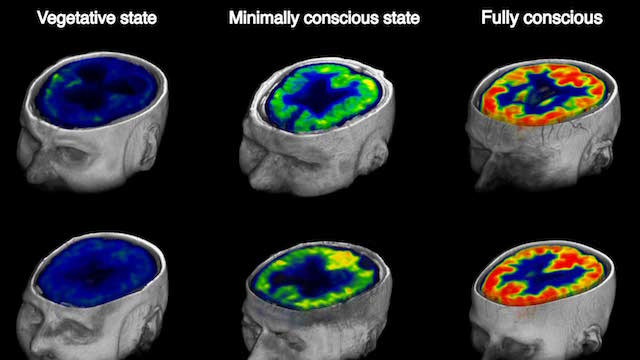 Vegetative state
Minimally conscious state
Fully conscious